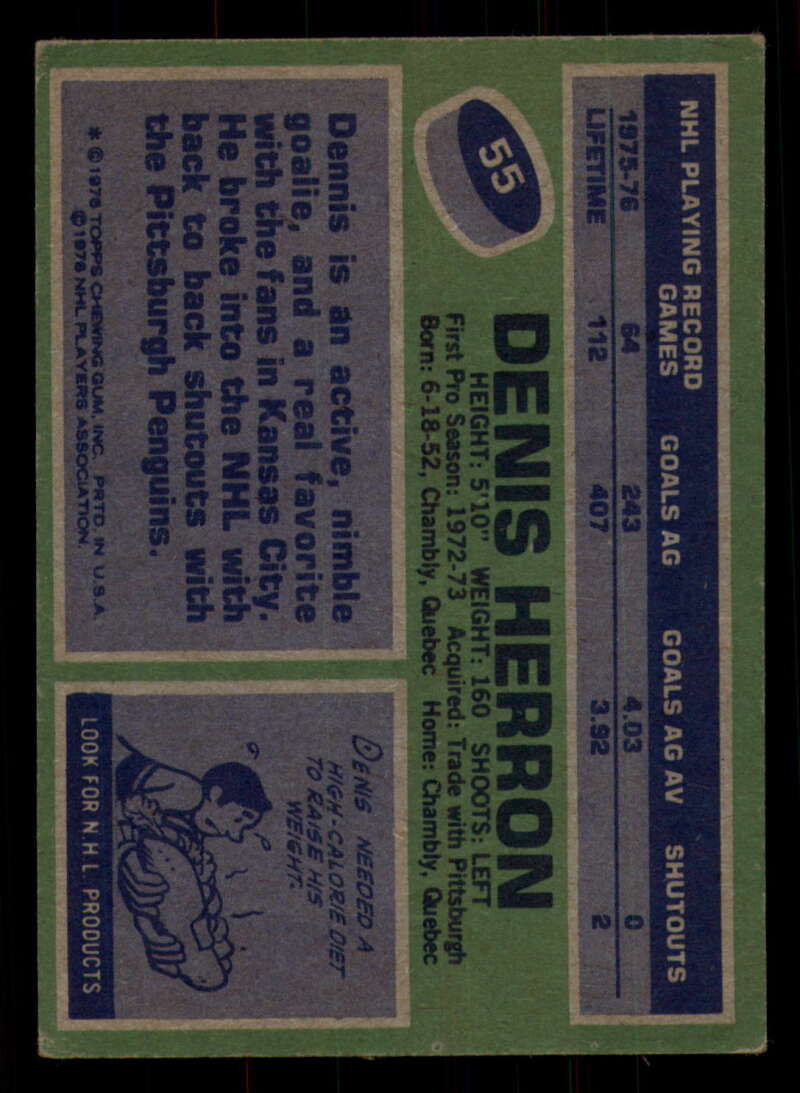 NHL PLAYING RECORD
GAMES GOALS AG GOALS AG AV SHUTOUTS
1975-76 64 243 4.03 0
LIFETIME 112 407 3.92 2
55
DENIS HERRON
HEIGHT: 5'10" WEIGHT: 160 SHOOTS: LEFT
First Pro Season: 1972-73 Acquired: Trade with Pittsburgh
Born: 6-18-52, Chambly, Quebec Home: Chambly, Quebec
Dennis is an active, nimble
goalie, and a real favorite
with the fans in Kansas City.
He broke into the NHL with
back to back shutouts with
the Pittsburgh Penguins.
* © 1976 TOPPS CHEWING GUM, INC. PRTD. IN U.S.A.
© 1976 NHL PLAYERS ASSOCIATION.
DENIS NEEDED A
HIGH-CALORIE DIET
TO RAISE HIS
WEIGHT.
LOOK FOR N.H.L. PRODUCTS